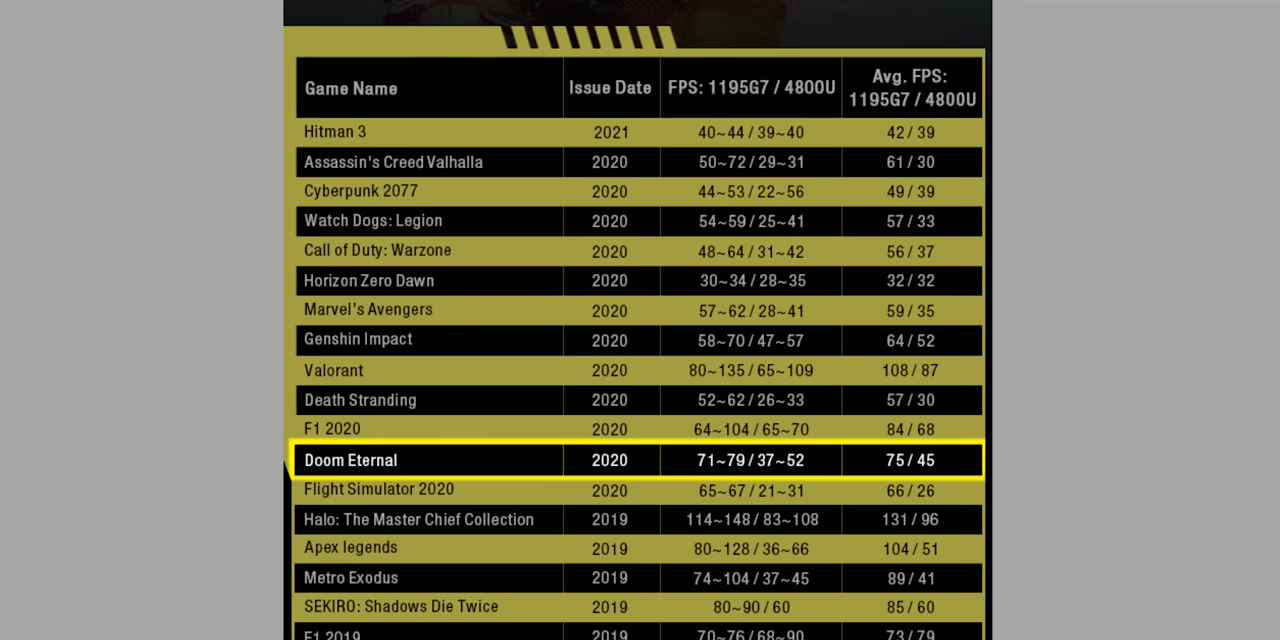 Game Name Issue Date FPS: 1195G7 / 4800U Avg. FPS: 1195G7 / 4800U
Hitman 3 2021 40~44 / 39~40 42 / 39
Assassin's Creed Valhalla 2020 50~72 / 29~31 61 / 30
Cyberpunk 2077 2020 44~53 / 22~56 49 / 39
Watch Dogs: Legion 2020 54~59 / 25~41 57 / 33
Call of Duty: Warzone 2020 48~64 / 31~42 56 / 37
Horizon Zero Dawn 2020 30~34 / 28~35 32 / 32
Marvel's Avengers 2020 57~62 / 28~41 59 / 35
Genshin Impact 2020 58~70 / 47~57 64 / 52
Valorant 2020 80~135 / 65~109 108 / 87
Death Stranding 2020 52~62 / 26~33 57 / 30
F1 2020 2020 64~104 / 65~70 84 / 68
Doom Eternal 2020 71~79 / 37~52 75 / 45
Flight Simulator 2020 2020 65~67 / 21~31 66 / 26
Halo: The Master Chief Collection 2019 114~148 / 83~108 131 / 96
Apex legends 2019 80~128 / 36~66 104 / 51
Metro Exodus 2019 74~104 / 37~45 89 / 41
SEKIRO: Shadows Die Twice 2019 80~90 / 60 85 / 60
F1 2019 2019 70~76 / 68~90 73 / 79